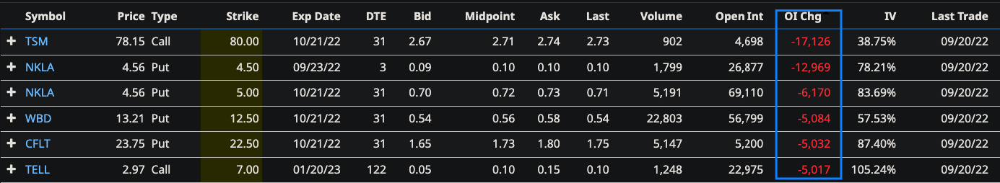 Symbol Price Type Strike Exp Date DTE Bid Midpoint Ask Last Volume Open Int OI Chg IV Last Trade
+ TSM 78.15 Call 80.00 10/21/22 31 2.67 2.71 2.74 2.73 902 4,698 -17,126 38.75% 09/20/22
+ NKLA 4.56 Put 4.50 09/23/22 3 0.09 0.10 0.10 0.10 1,799 26,877 -12,969 78.21% 09/20/22
+ NKLA 4.56 Put 5.00 10/21/22 31 0.70 0.72 0.73 0.71 5,191 69,110 -6,170 83.69% 09/20/22
+ WBD 13.21 Put 12.50 10/21/22 31 0.54 0.56 0.58 0.54 22,803 56,799 -5,084 57.53% 09/20/22
+ CFLT 23.75 Put 22.50 10/21/22 31 1.65 1.73 1.80 1.75 5,147 5,200 -5,032 87.40% 09/20/22
+ TELL 2.97 Call 7.00 01/20/23 122 0.05 0.10 0.15 0.10 1,248 22,975 -5,017 105.24% 09/20/22